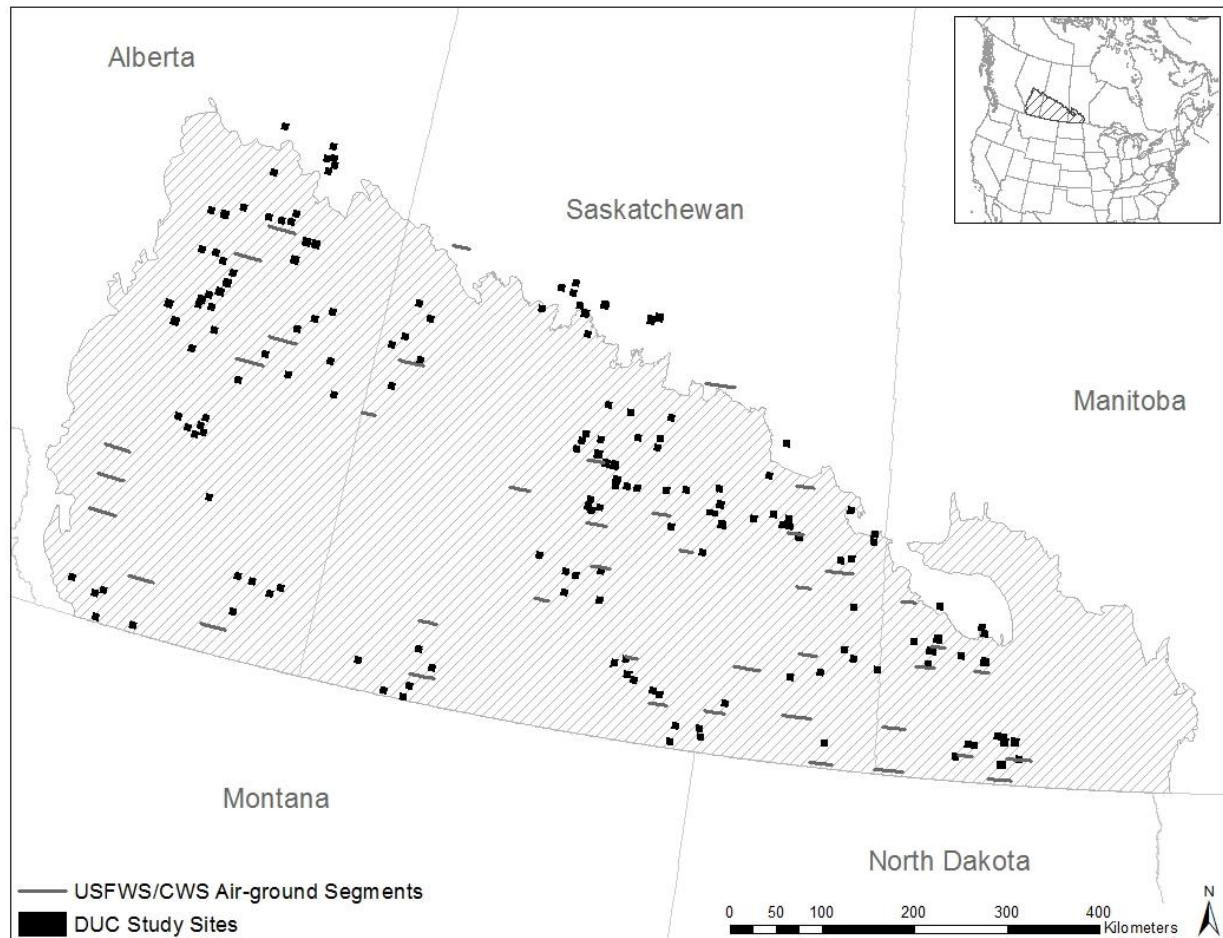 Alberta
Saskatchewan
Manitoba
Montana
North Dakota
USFWS/CWS Air-ground Segments
DUC Study Sites
0 50 100 200 300 400
Kilometers
N